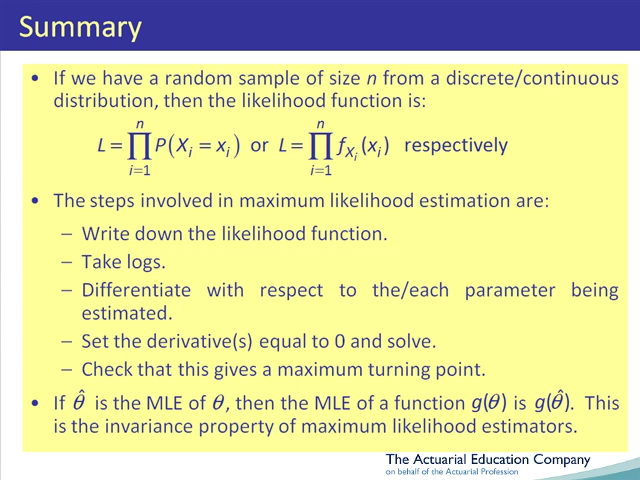 Summary
• If we have a random sample of size n from a discrete/continuous
distribution, then the likelihood function is:
L = ∏_{i=1}^{n} P(X_i = x_i) or L = ∏_{i=1}^{n} f_{X_i}(x_i) respectively
• The steps involved in maximum likelihood estimation are:
– Write down the likelihood function.
– Take logs.
– Differentiate with respect to the/each parameter being
estimated.
– Set the derivative(s) equal to 0 and solve.
– Check that this gives a maximum turning point.
• If θ̂ is the MLE of θ, then the MLE of a function g(θ) is g(θ̂). This
is the invariance property of maximum likelihood estimators.
The Actuarial Education Company
on behalf of the Actuarial Profession